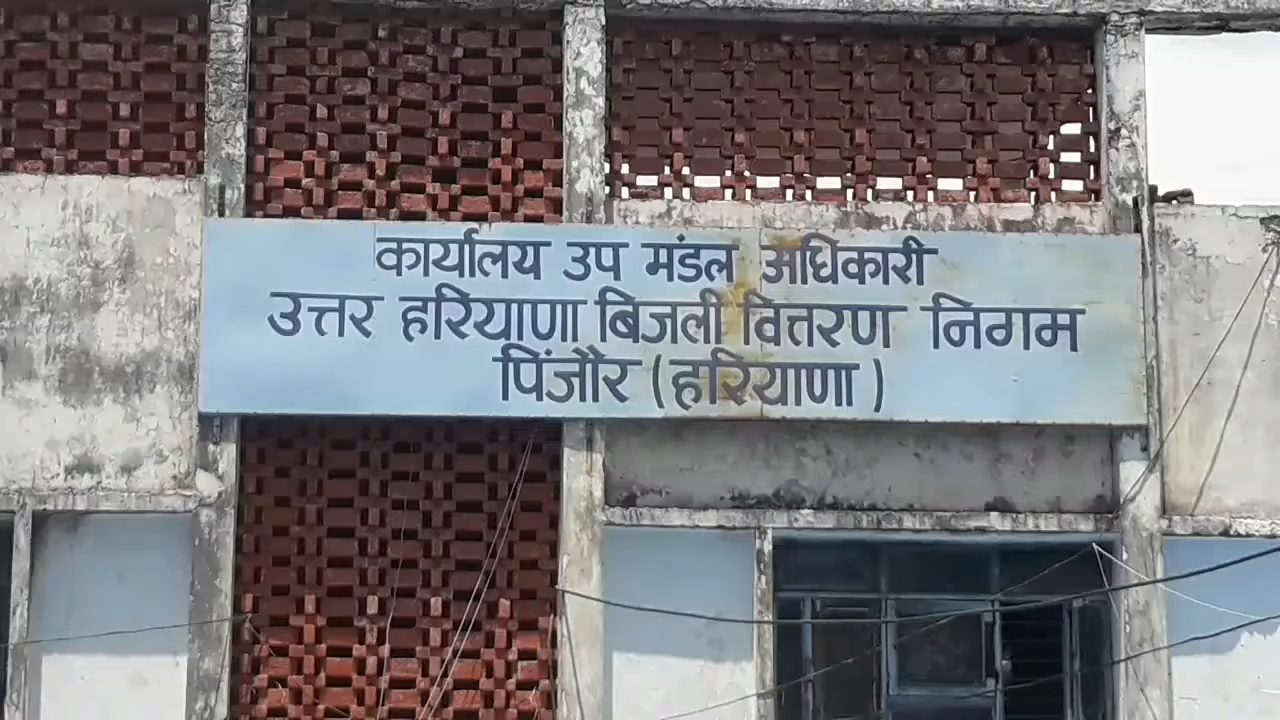 कार्यालय उप मंडल अधिकारी
उत्तर हरियाणा बिजली वितरण निगम
पिंजौर (हरियाणा)